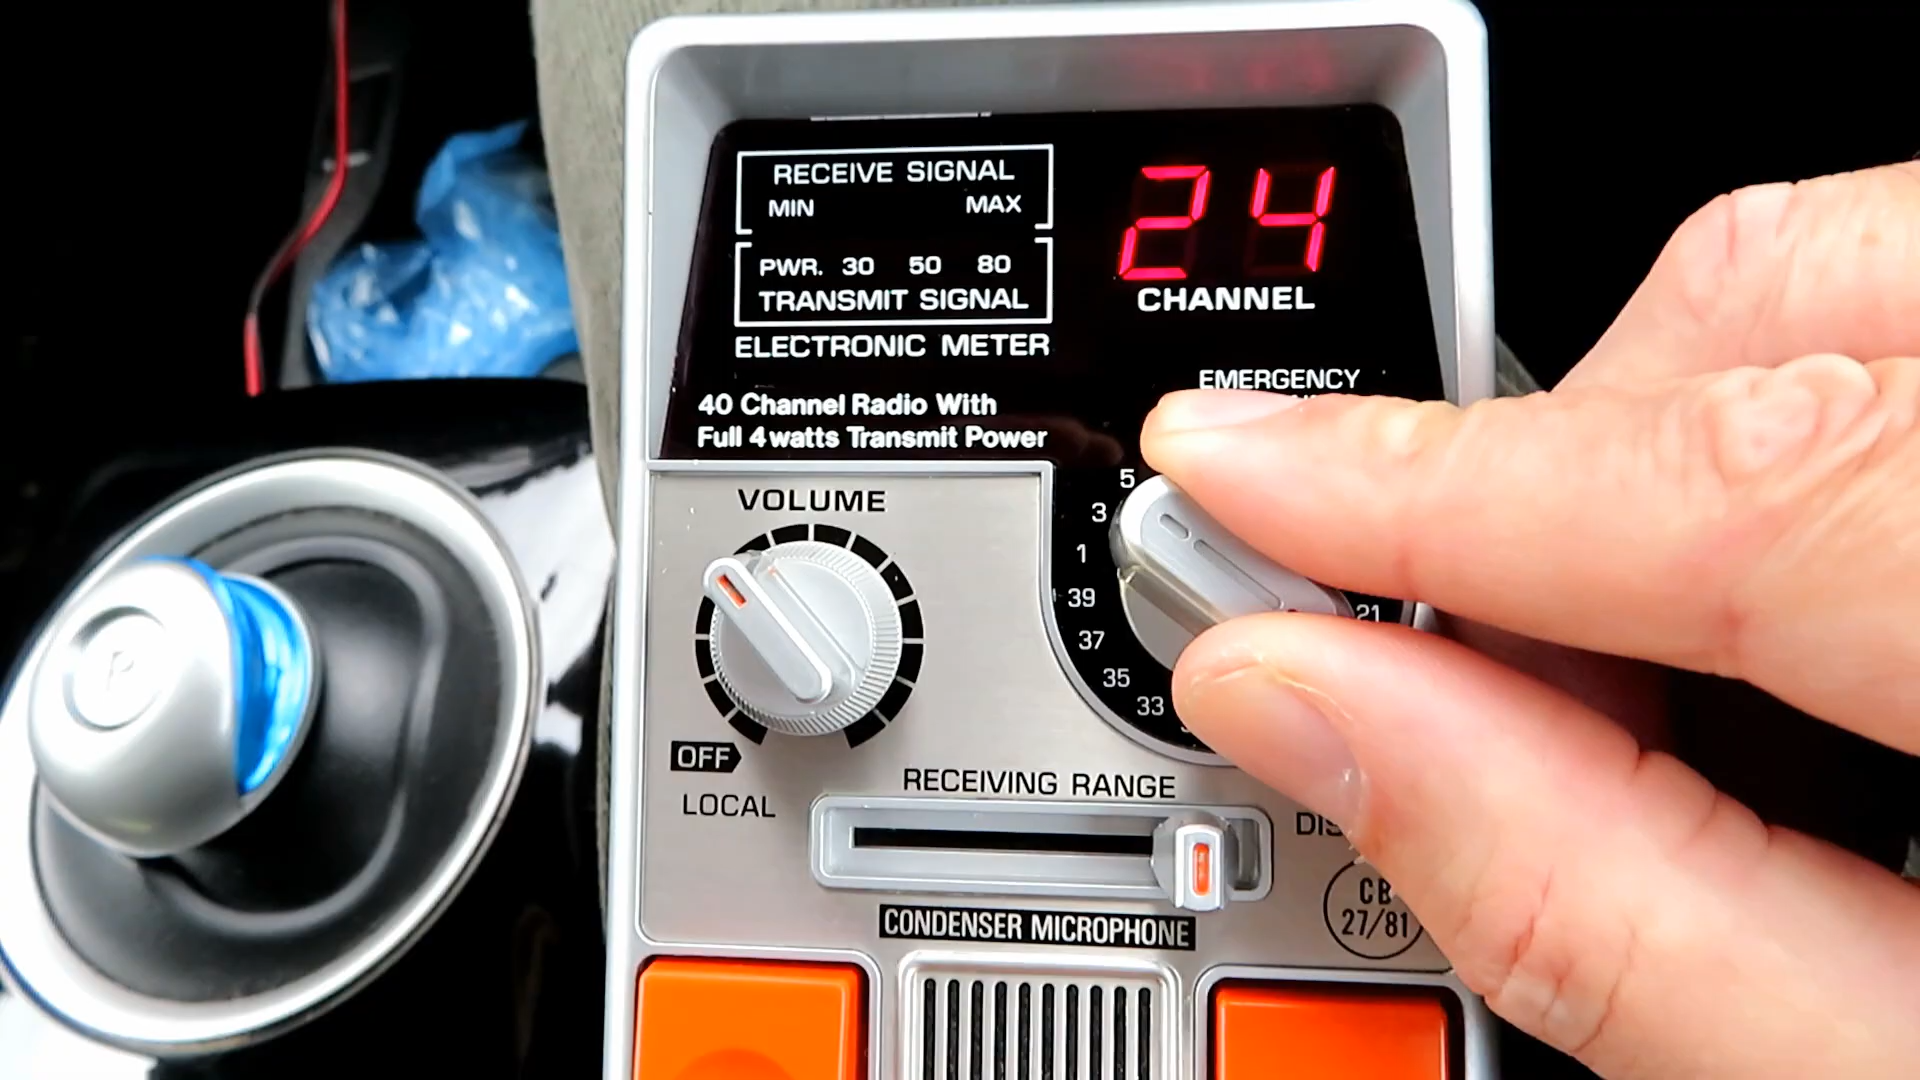 RECEIVE SIGNAL
MIN MAX
PWR. 30 50 80
TRANSMIT SIGNAL
ELECTRONIC METER
24
CHANNEL
40 Channel Radio With
Full 4 watts Transmit Power
EMERGENCY
5
3
1
39
37
35
33
21
VOLUME
OFF
LOCAL
RECEIVING RANGE
CONDENSER MICROPHONE
CB
27/81